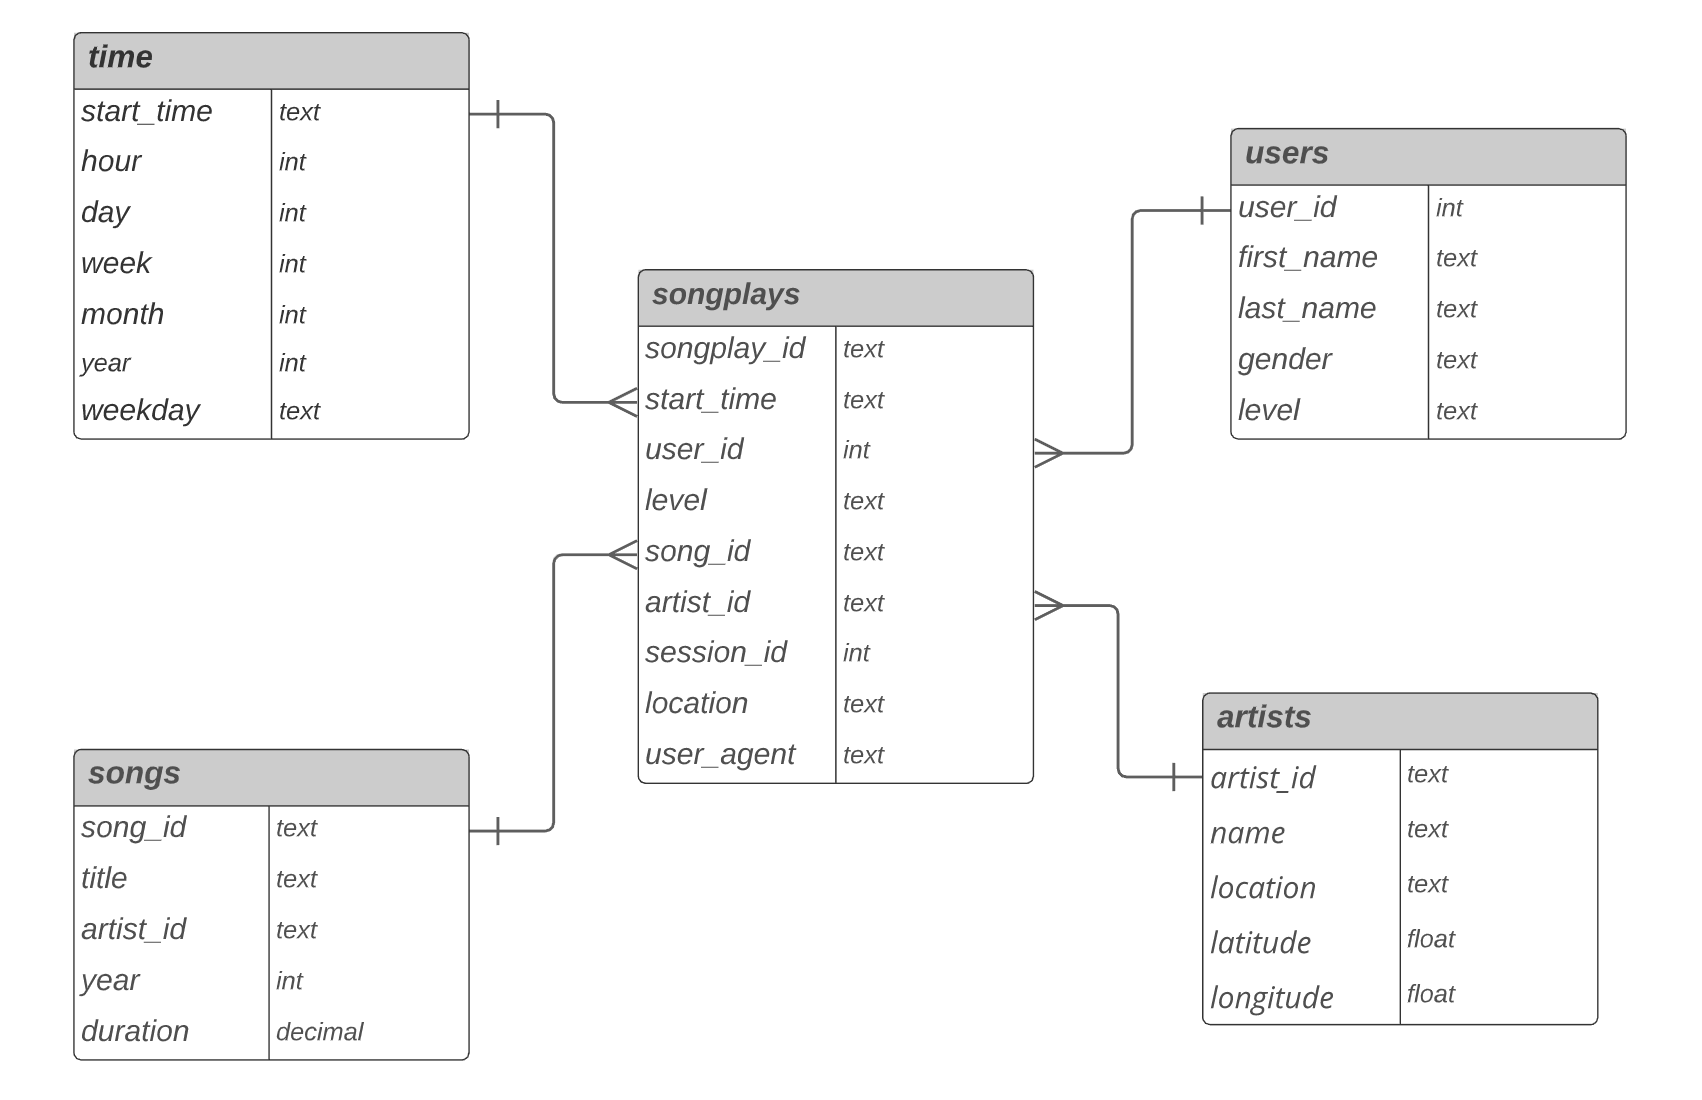 time
start_time text
hour int
day int
week int
month int
year int
weekday text
users
user_id int
first_name text
last_name text
gender text
level text
songplays
songplay_id text
start_time text
user_id int
level text
song_id text
artist_id text
session_id int
location text
user_agent text
songs
song_id text
title text
artist_id text
year int
duration decimal
artists
artist_id text
name text
location text
latitude float
longitude float